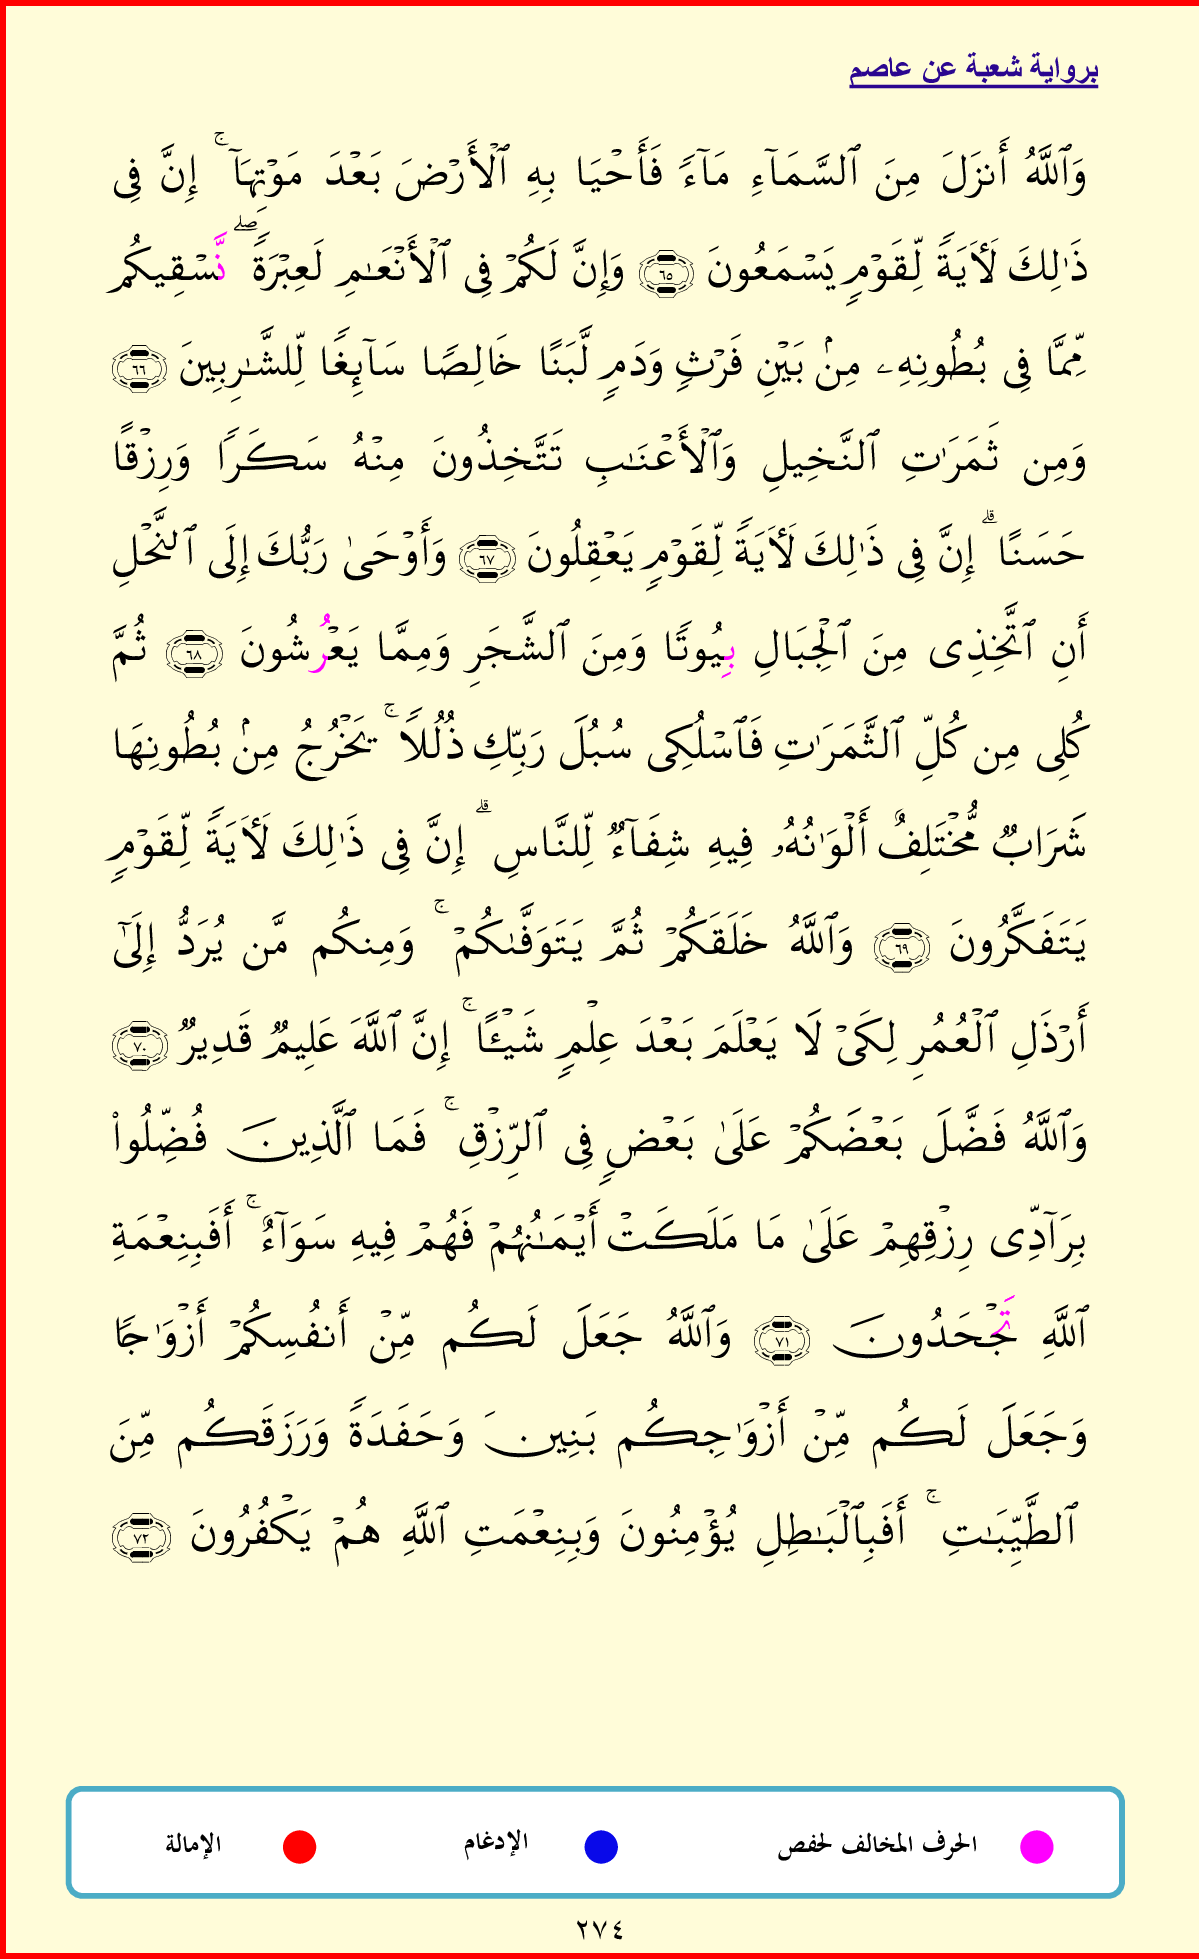 برواية شعبة عن عاصم
وَٱللَّهُ أَنزَلَ مِنَ ٱلسَّمَآءِ مَآءٗ فَأَحۡيَا بِهِ ٱلۡأَرۡضَ بَعۡدَ مَوۡتِهَآۚ إِنَّ فِي
ذَٰلِكَ لَأٓيَةٗ لِّقَوۡمٖ يَسۡمَعُونَ ٦٥ وَإِنَّ لَكُمۡ فِي ٱلۡأَنۡعَٰمِ لَعِبۡرَةٗۖ نَّسۡقِيكُم
مِّمَّا فِي بُطُونِهِۦ مِنۢ بَيۡنِ فَرۡثٖ وَدَمٖ لَّبَنًا خَالِصٗا سَآئِغٗا لِّلشَّٰرِبِينَ ٦٦
وَمِن ثَمَرَٰتِ ٱلنَّخِيلِ وَٱلۡأَعۡنَٰبِ تَتَّخِذُونَ مِنۡهُ سَكَرٗا وَرِزۡقًا
حَسَنًاۗ إِنَّ فِي ذَٰلِكَ لَأٓيَةٗ لِّقَوۡمٖ يَعۡقِلُونَ ٦٧ وَأَوۡحَىٰ رَبُّكَ إِلَى ٱلنَّحۡلِ
أَنِ ٱتَّخِذِي مِنَ ٱلۡجِبَالِ بِيُوتٗا وَمِنَ ٱلشَّجَرِ وَمِمَّا يَعۡرُشُونَ ٦٨ ثُمَّ
كُلِي مِن كُلِّ ٱلثَّمَرَٰتِ فَٱسۡلُكِي سُبُلَ رَبِّكِ ذُلُلٗاۚ يَخۡرُجُ مِنۢ بُطُونِهَا
شَرَابٞ مُّخۡتَلِفٌ أَلۡوَٰنُهُۥ فِيهِ شِفَآءٞ لِّلنَّاسِۗ إِنَّ فِي ذَٰلِكَ لَأٓيَةٗ لِّقَوۡمٖ
يَتَفَكَّرُونَ ٦٩ وَٱللَّهُ خَلَقَكُمۡ ثُمَّ يَتَوَفَّىٰكُمۡۚ وَمِنكُم مَّن يُرَدُّ إِلَىٰٓ
أَرۡذَلِ ٱلۡعُمُرِ لِكَيۡ لَا يَعۡلَمَ بَعۡدَ عِلۡمٖ شَيۡـًٔاۚ إِنَّ ٱللَّهَ عَلِيمٞ قَدِيرٞ ٧٠
وَٱللَّهُ فَضَّلَ بَعۡضَكُمۡ عَلَىٰ بَعۡضٖ فِي ٱلرِّزۡقِۚ فَمَا ٱلَّذِينَ فُضِّلُواْ
بِرَآدِّي رِزۡقِهِمۡ عَلَىٰ مَا مَلَكَتۡ أَيۡمَٰنُهُمۡ فَهُمۡ فِيهِ سَوَآءٌۚ أَفَبِنِعۡمَةِ
ٱللَّهِ تَجۡحَدُونَ ٧١ وَٱللَّهُ جَعَلَ لَكُم مِّنۡ أَنفُسِكُمۡ أَزۡوَٰجٗا
وَجَعَلَ لَكُم مِّنۡ أَزۡوَٰجِكُم بَنِينَ وَحَفَدَةٗ وَرَزَقَكُم مِّنَ
ٱلطَّيِّبَٰتِۚ أَفَبِٱلۡبَٰطِلِ يُؤۡمِنُونَ وَبِنِعۡمَتِ ٱللَّهِ هُمۡ يَكۡفُرُونَ ٧٢
الحرف المخالف لحفص الإدغام الإمالة
٢٧٤